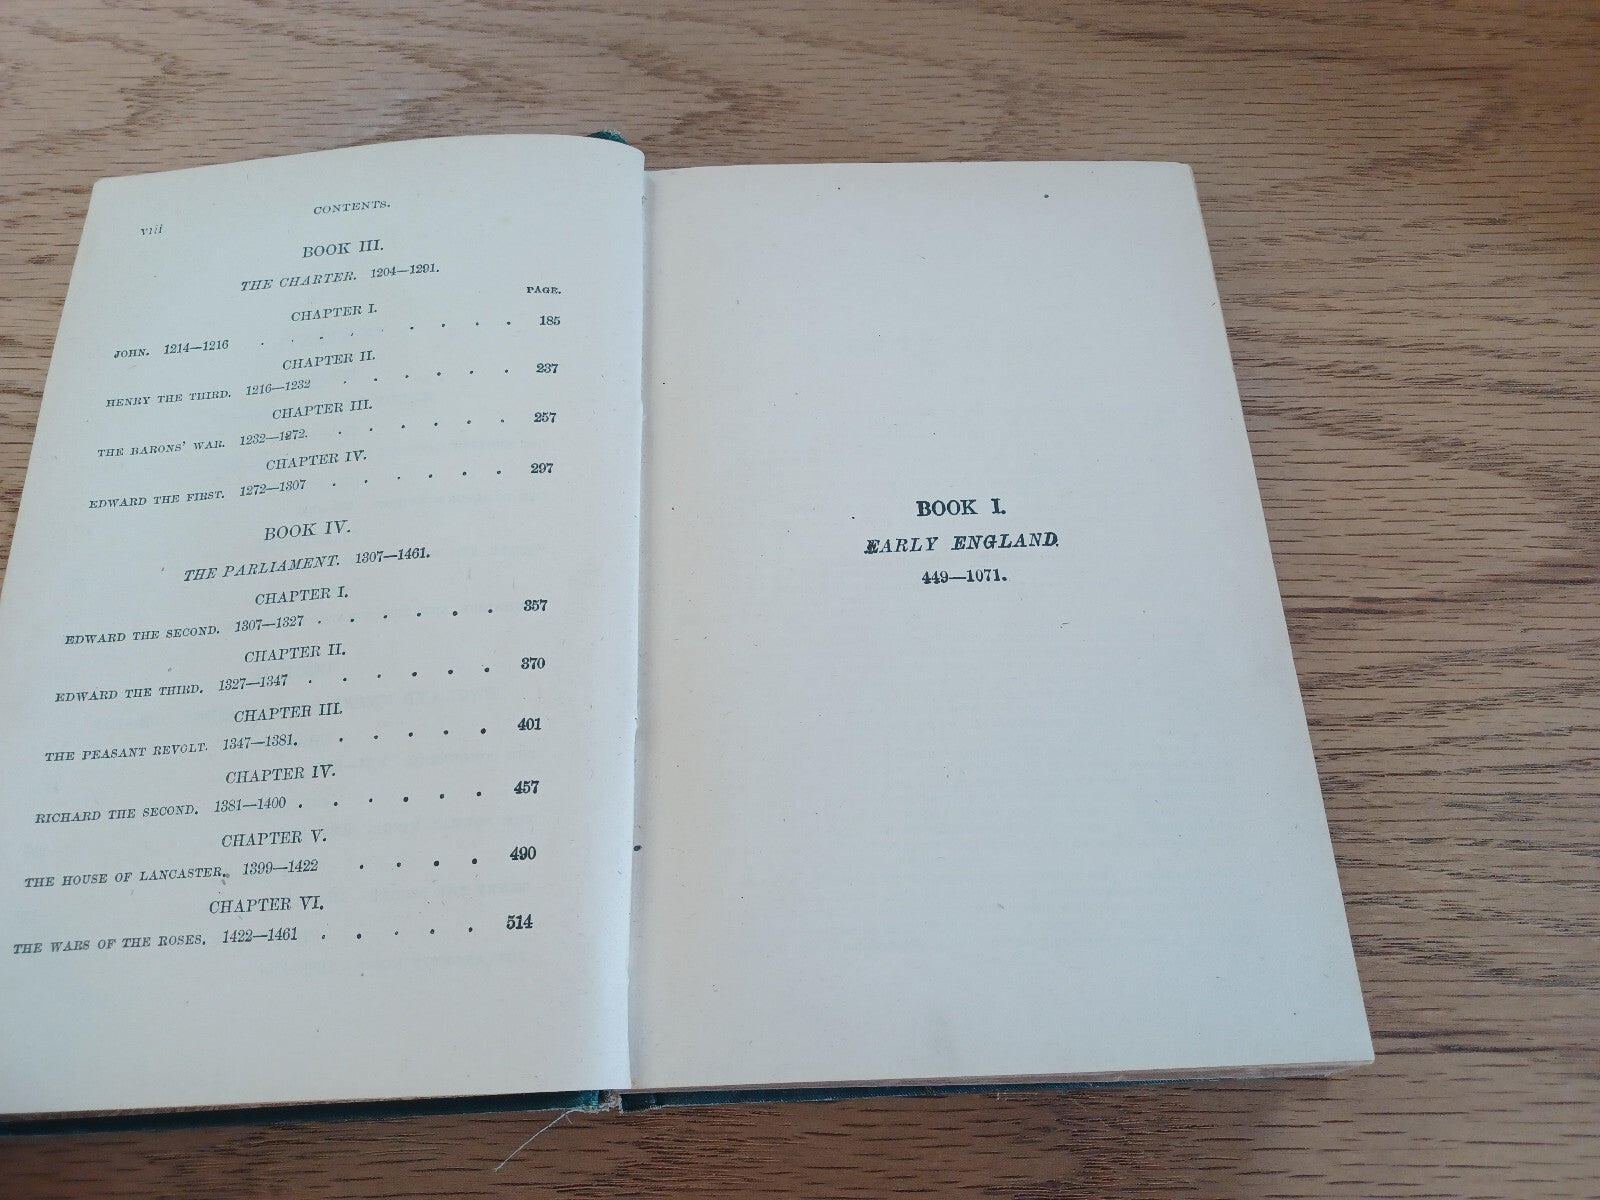 viii
CONTENTS.
BOOK III.
THE CHARTER. 1204—1291.
PAGE.
CHAPTER I.
JOHN. 1214—1216 . . . . . . . . 185
CHAPTER II.
HENRY THE THIRD. 1216—1232 . . . . . . 237
CHAPTER III.
THE BARONS' WAR. 1232—1272. . . . . . . 257
CHAPTER IV.
EDWARD THE FIRST. 1272—1307 . . . . . . 297
BOOK IV.
THE PARLIAMENT. 1307—1461.
CHAPTER I.
EDWARD THE SECOND. 1307—1327 . . . . . . 357
CHAPTER II.
EDWARD THE THIRD. 1327—1347 . . . . . . 370
CHAPTER III.
THE PEASANT REVOLT. 1347—1381. . . . . . 401
CHAPTER IV.
RICHARD THE SECOND. 1381—1400 . . . . . . 457
CHAPTER V.
THE HOUSE OF LANCASTER. 1399—1422 . . . . 490
CHAPTER VI.
THE WARS OF THE ROSES. 1422—1461 . . . . . 514
BOOK I.
EARLY ENGLAND.
449—1071.